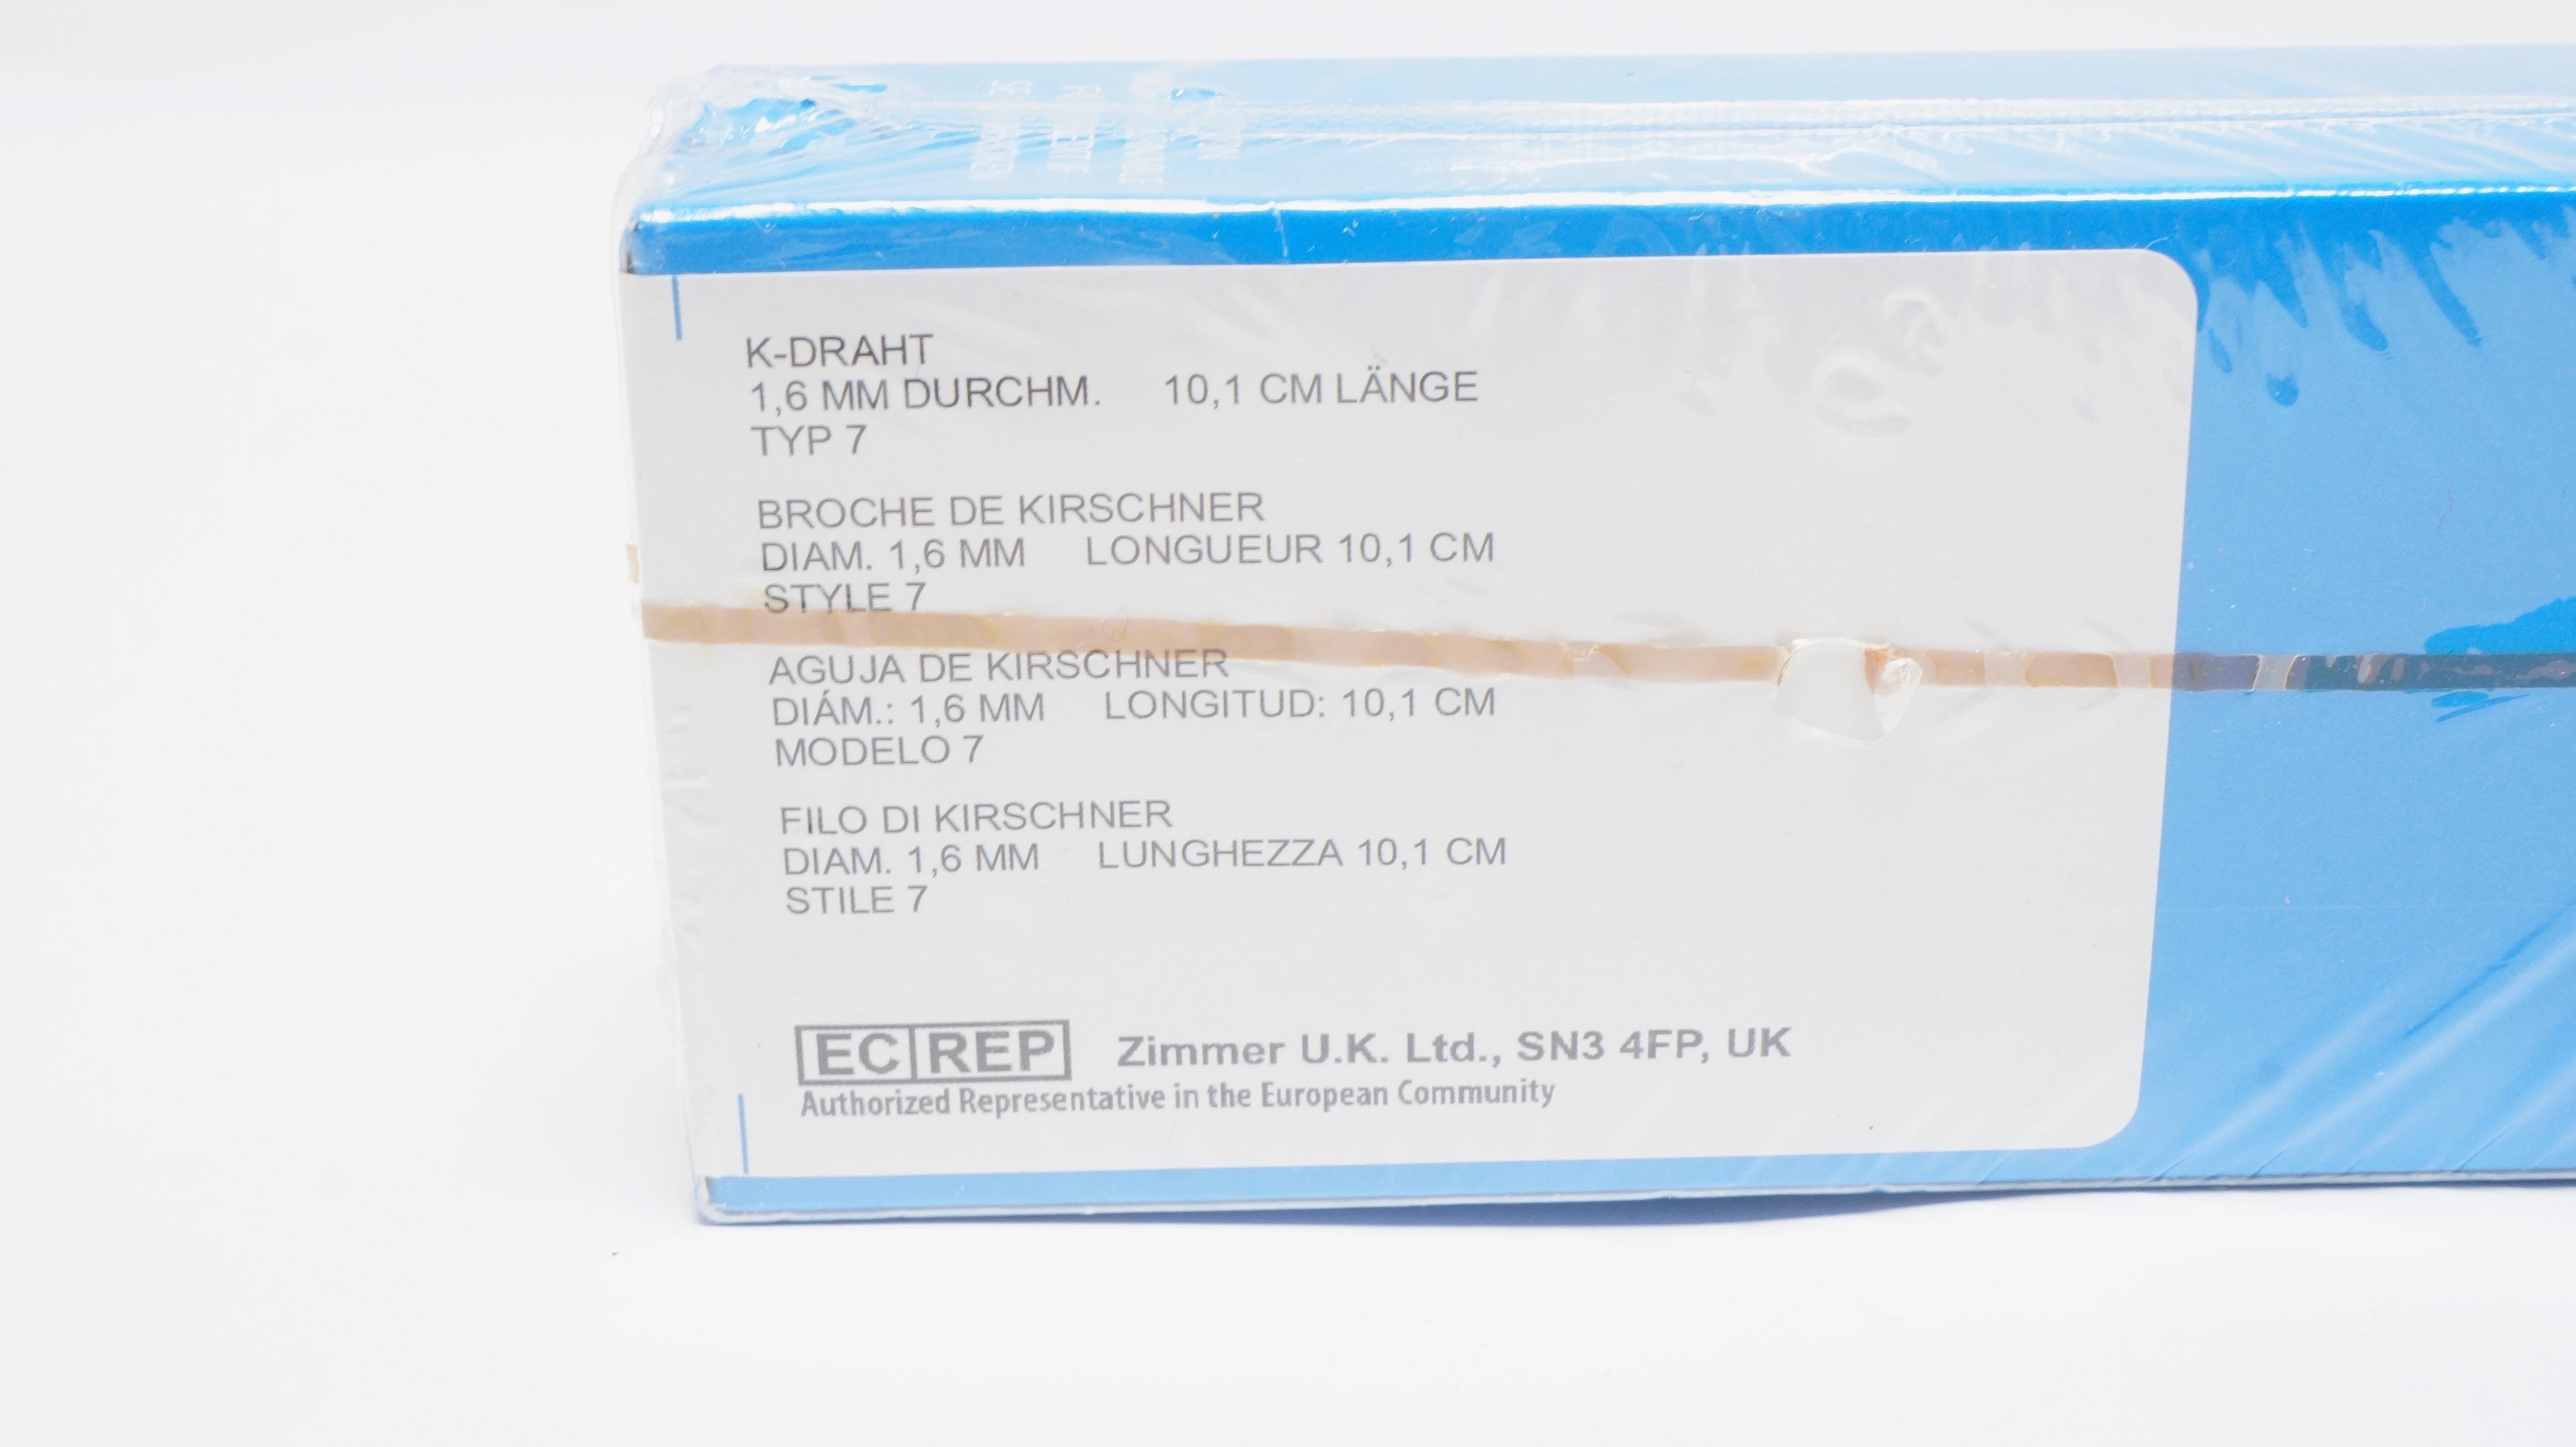 K-DRAHT
1,6 MM DURCHM. 10,1 CM LÄNGE
TYP 7
BROCHE DE KIRSCHNER
DIAM. 1,6 MM LONGUEUR 10,1 CM
STYLE 7
AGUJA DE KIRSCHNER
DIÁM.: 1,6 MM LONGITUD: 10,1 CM
MODELO 7
FILO DI KIRSCHNER
DIAM. 1,6 MM LUNGHEZZA 10,1 CM
STILE 7
EC REP Zimmer U.K. Ltd., SN3 4FP, UK
Authorized Representative in the European Community